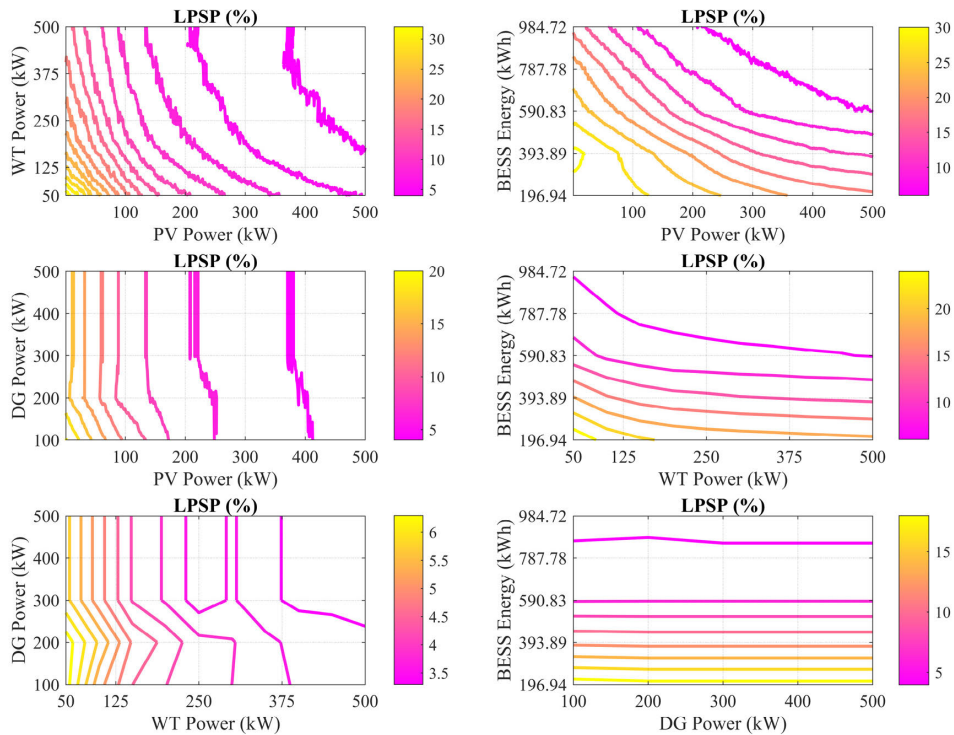 LPSP (%)
500
375
250
125
50
WT Power (kW)
100 200 300 400 500
PV Power (kW)
30
25
20
15
10
5
LPSP (%)
984.72
787.78
590.83
393.89
196.94
BESS Energy (kWh)
100 200 300 400 500
PV Power (kW)
30
25
20
15
10
LPSP (%)
500
400
300
200
100
DG Power (kW)
100 200 300 400 500
PV Power (kW)
20
15
10
5
LPSP (%)
984.72
787.78
590.83
393.89
196.94
BESS Energy (kWh)
50 125 250 375 500
WT Power (kW)
20
15
10
LPSP (%)
500
400
300
200
100
DG Power (kW)
50 125 250 375 500
WT Power (kW)
6
5.5
5
4.5
4
3.5
LPSP (%)
984.72
787.78
590.83
393.89
196.94
BESS Energy (kWh)
100 200 300 400 500
DG Power (kW)
15
10
5